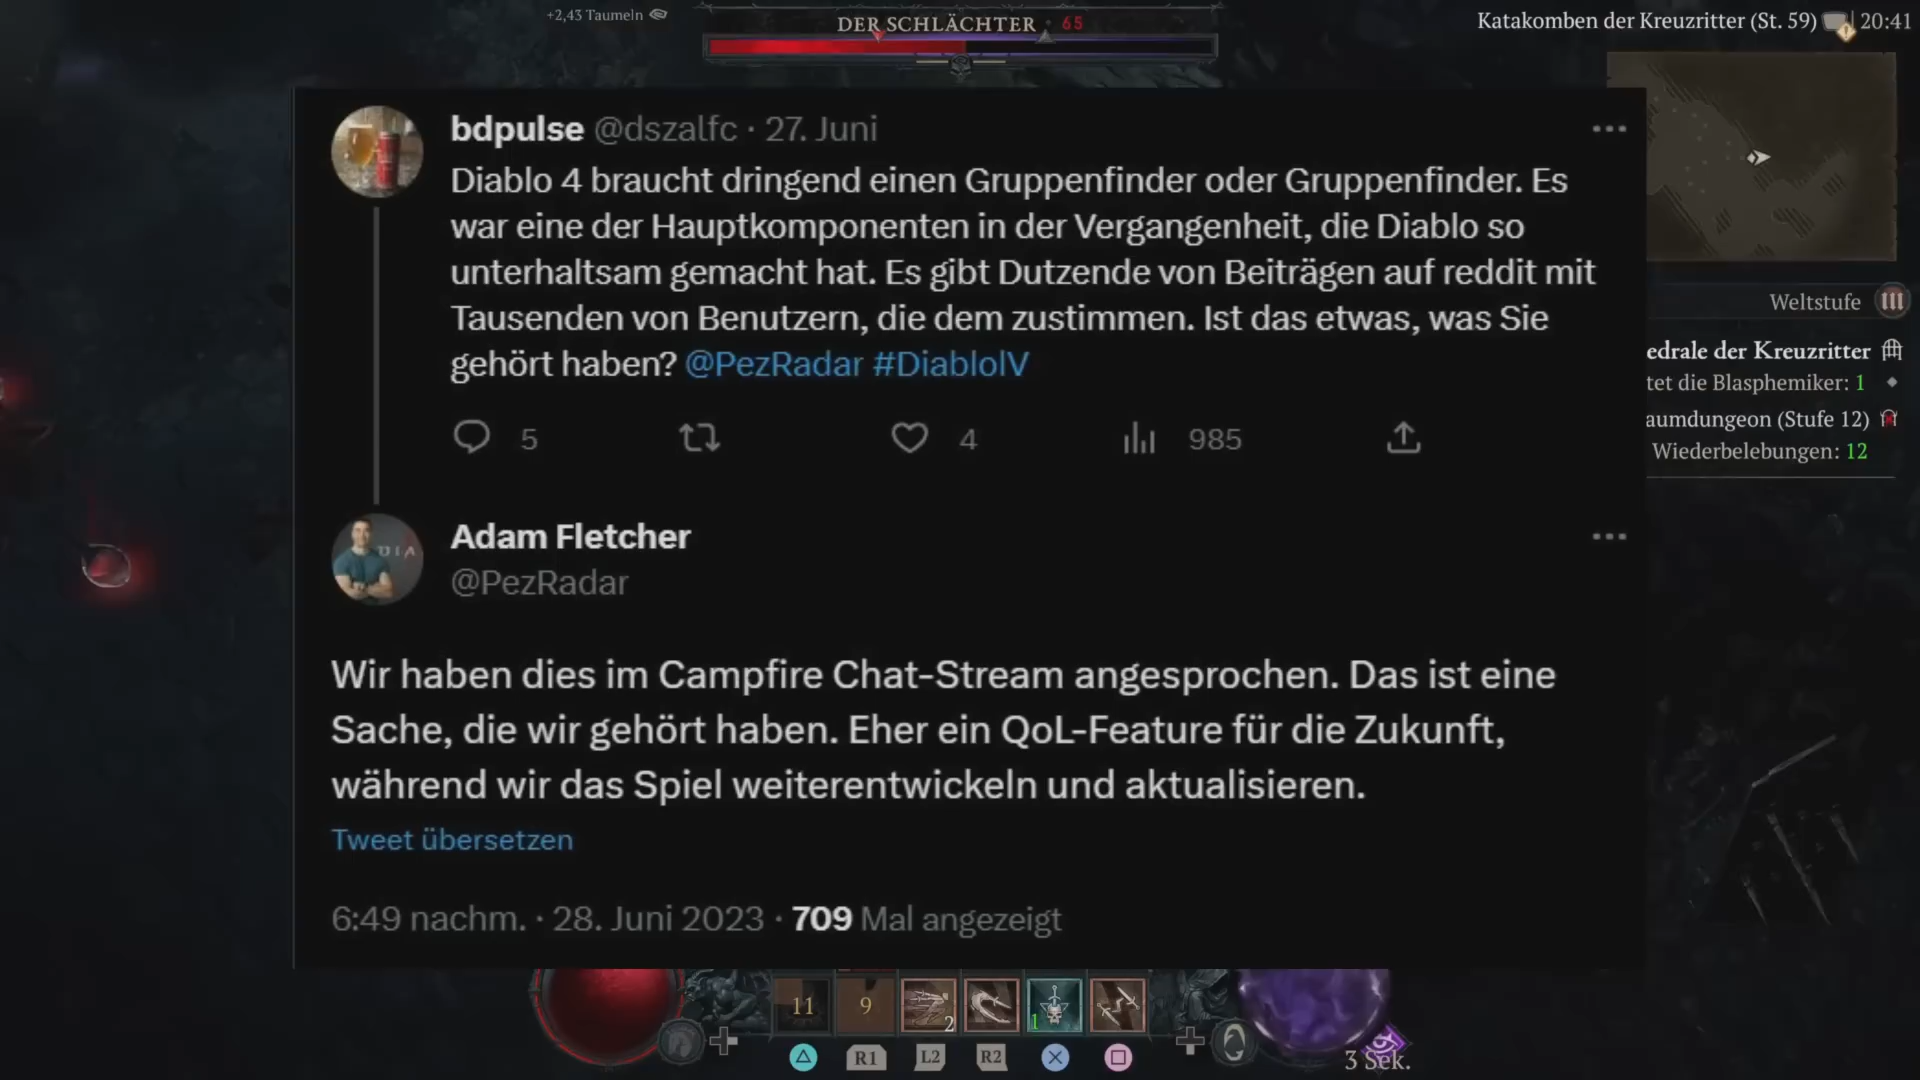 +2,43 Taumeln
DER SCHLÄCHTER 65
Katakomben der Kreuzritter (St. 59) 20:41
bdpulse @dszalfc · 27. Juni
Diablo 4 braucht dringend einen Gruppenfinder oder Gruppenfinder. Es
war eine der Hauptkomponenten in der Vergangenheit, die Diablo so
unterhaltsam gemacht hat. Es gibt Dutzende von Beiträgen auf reddit mit
Tausenden von Benutzern, die dem zustimmen. Ist das etwas, was Sie
gehört haben? @PezRadar #DiabloIV
5 4 985
Weltstufe III
edrale der Kreuzritter
tet die Blasphemiker: 1
aumdungeon (Stufe 12)
Wiederbelebungen: 12
Adam Fletcher
@PezRadar
DIA
Wir haben dies im Campfire Chat-Stream angesprochen. Das ist eine
Sache, die wir gehört haben. Eher ein QoL-Feature für die Zukunft,
während wir das Spiel weiterentwickeln und aktualisieren.
Tweet übersetzen
6:49 nachm. · 28. Juni 2023 · 709 Mal angezeigt
11 9 2 1
R1 L2 R2
3 Sek.